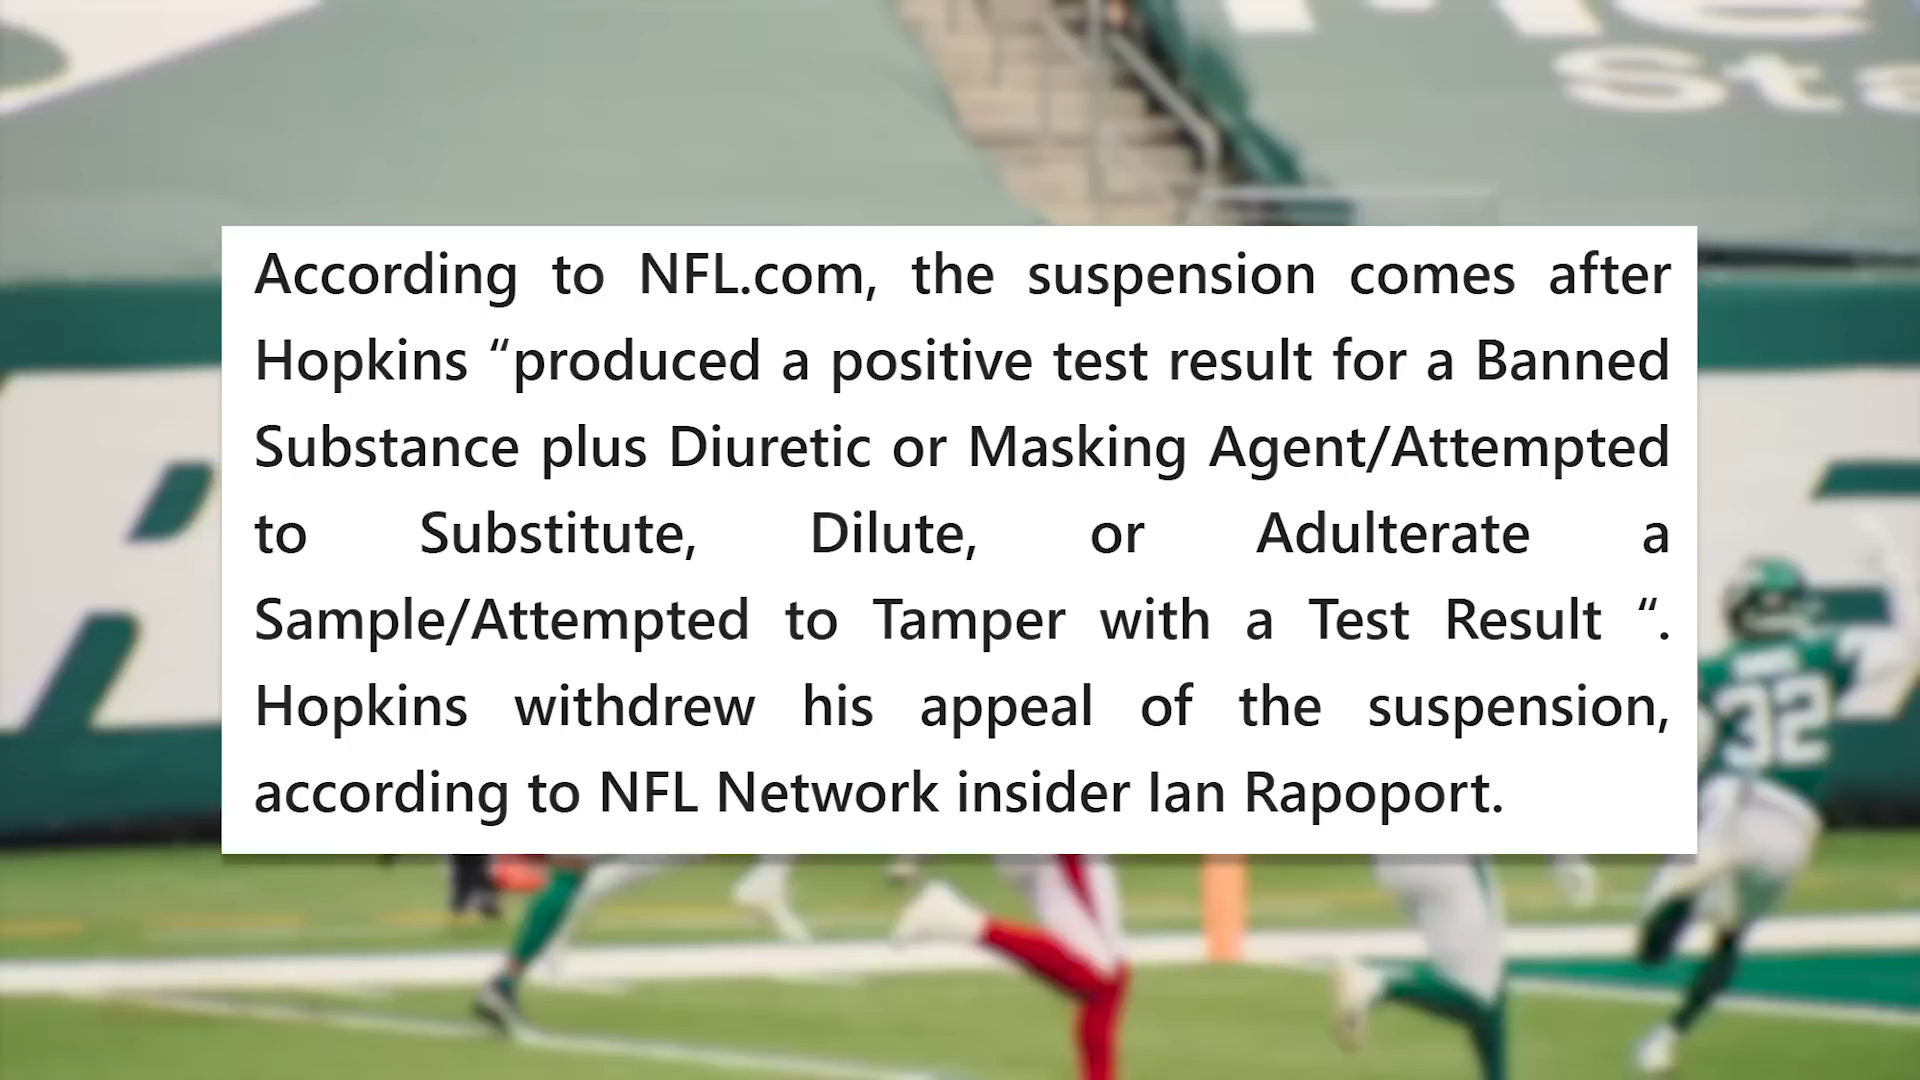 Sta
According to NFL.com, the suspension comes after
Hopkins “produced a positive test result for a Banned
Substance plus Diuretic or Masking Agent/Attempted
to Substitute, Dilute, or Adulterate a
Sample/Attempted to Tamper with a Test Result “.
Hopkins withdrew his appeal of the suspension,
according to NFL Network insider Ian Rapoport.
32